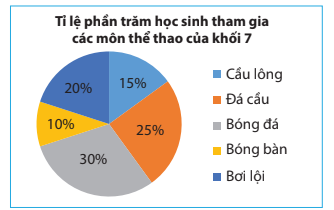 Tỉ lệ phần trăm học sinh tham gia
các môn thể thao của khối 7
20%
15%
10%
25%
30%
Cầu lông
Đá cầu
Bóng đá
Bóng bàn
Bơi lội